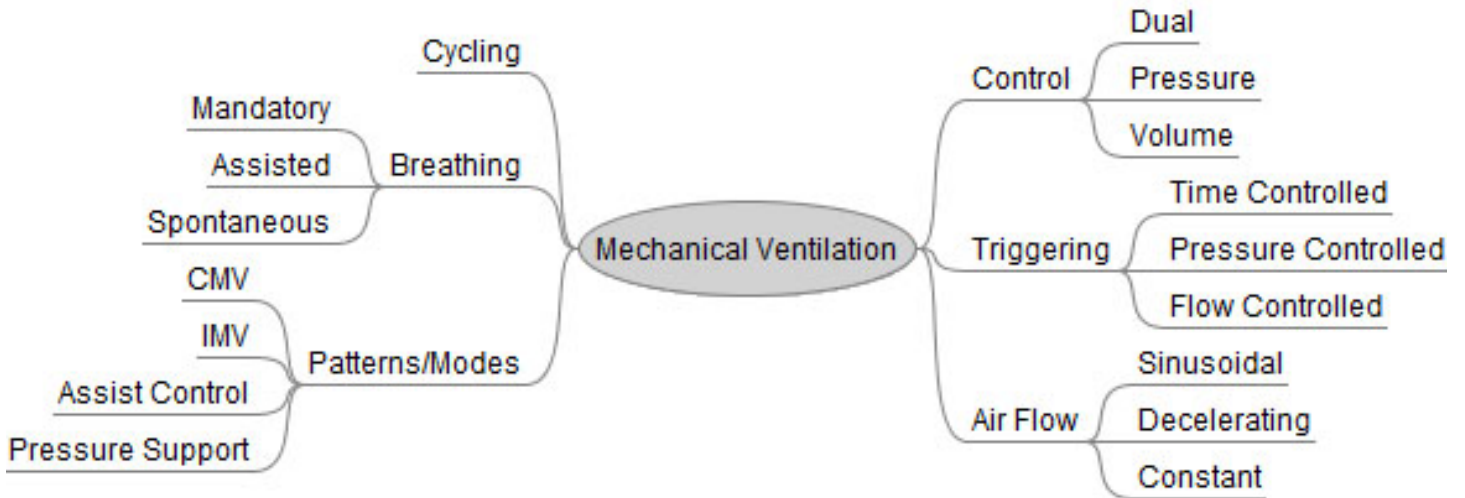 Cycling
Mandatory
Assisted
Spontaneous
Breathing
CMV
IMV
Assist Control
Pressure Support
Patterns/Modes
Mechanical Ventilation
Control
Dual
Pressure
Volume
Triggering
Time Controlled
Pressure Controlled
Flow Controlled
Air Flow
Sinusoidal
Decelerating
Constant